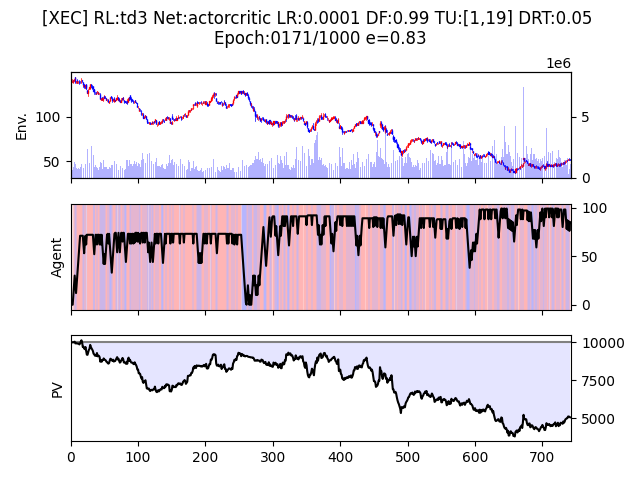 [XEC] RL:td3 Net:actorcritic LR:0.0001 DF:0.99 TU:[1,19] DRT:0.05
Epoch:0171/1000 e=0.83
1e6
Env.
100
50
5
0
Agent
100
50
0
PV
10000
7500
5000
0 100 200 300 400 500 600 700